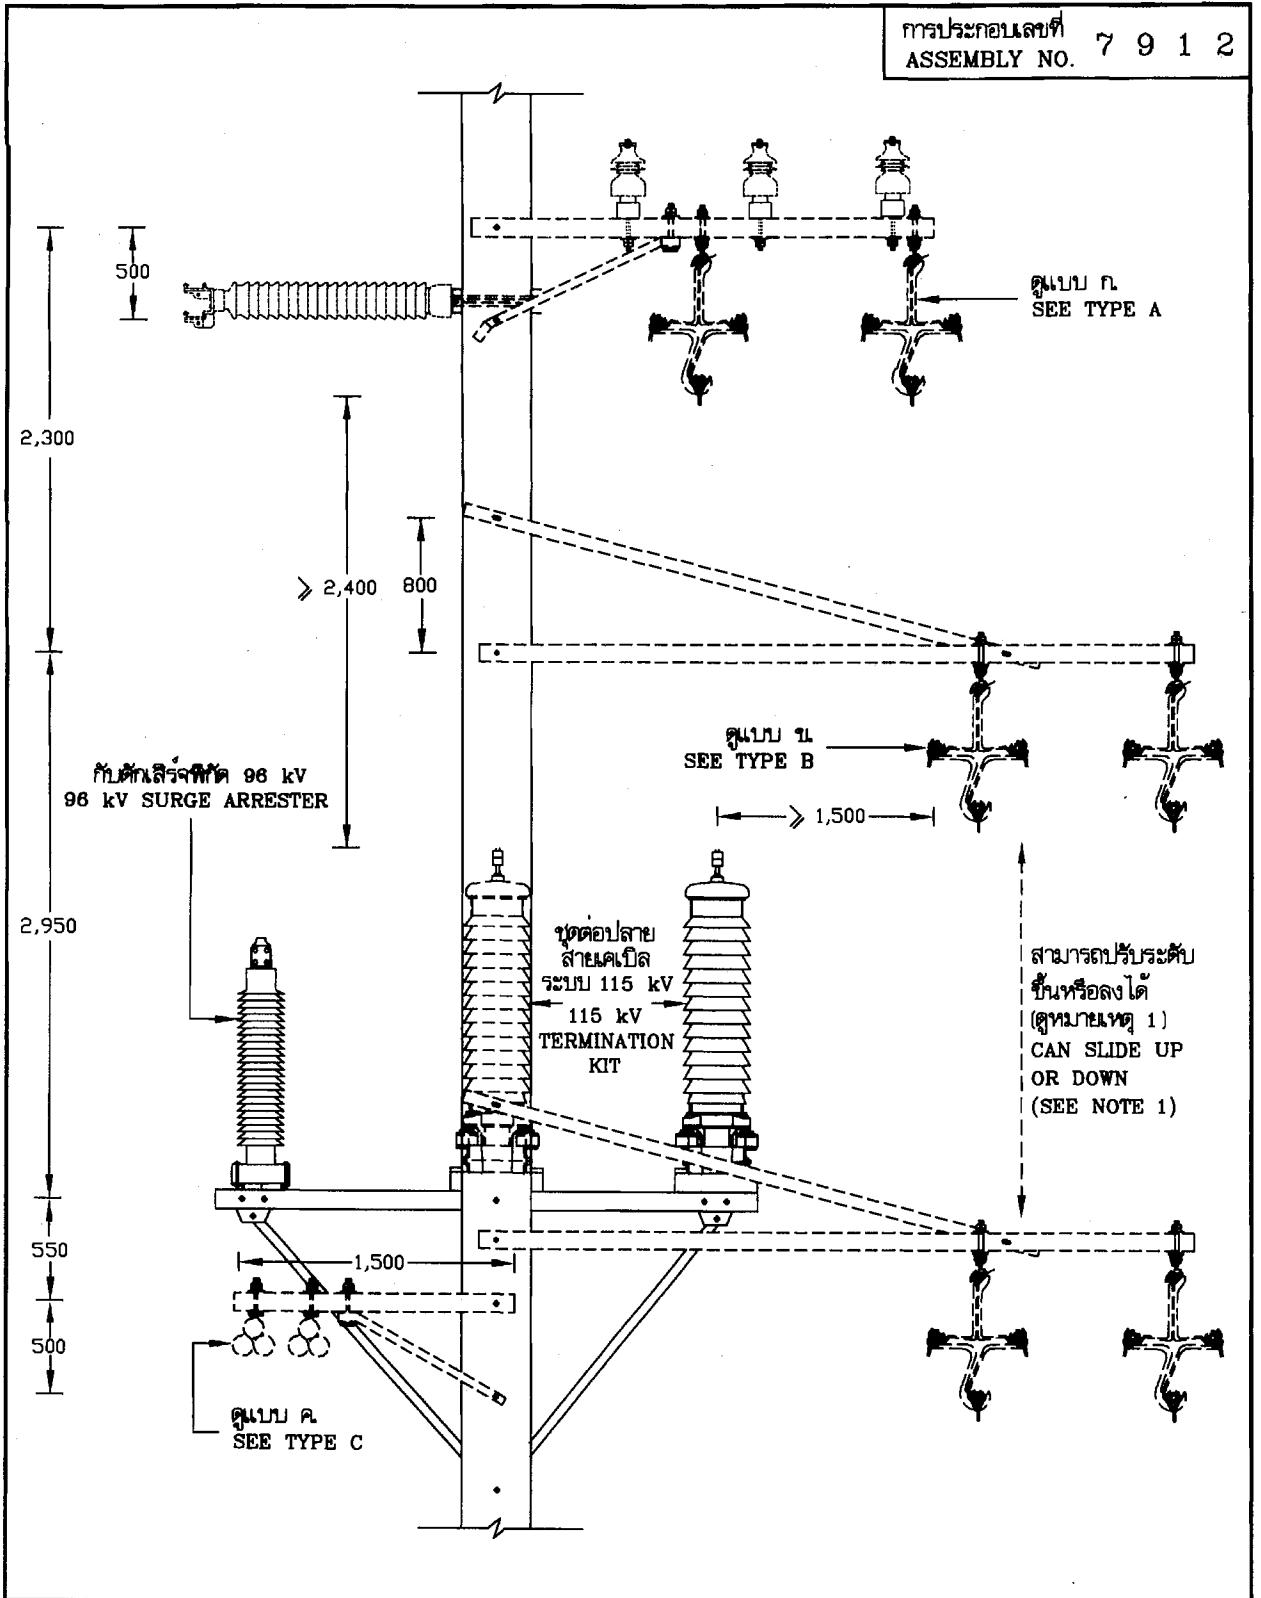 การประกอบเลขที่
ASSEMBLY NO. 7 9 1 2
500
ดูแบบ ก.
SEE TYPE A
2,300
⩾ 2,400
800
ดูแบบ ข.
SEE TYPE B
กับดักเสิร์จพิกัด 96 kV
96 kV SURGE ARRESTER
⩾ 1,500
2,950
ชุดต่อปลาย
สายเคเบิล
ระบบ 115 kV
115 kV
TERMINATION
KIT
สามารถปรับระดับ
ขึ้นหรือลงได้
(ดูหมายเหตุ 1)
CAN SLIDE UP
OR DOWN
(SEE NOTE 1)
550
1,500
500
ดูแบบ ค.
SEE TYPE C